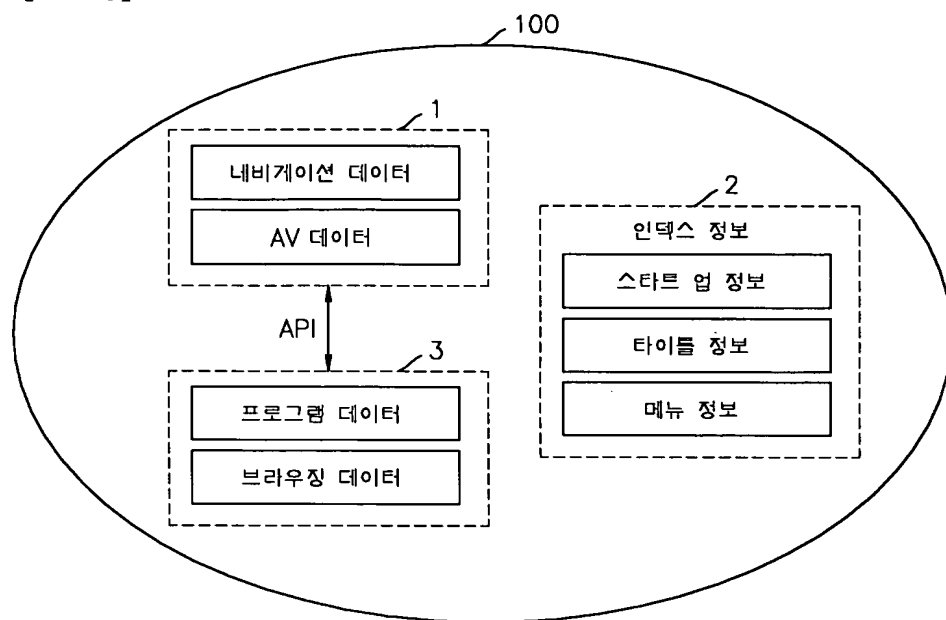 100
1
네비게이션 데이터
AV 데이터
API
3
프로그램 데이터
브라우징 데이터
2
인덱스 정보
스타트 업 정보
타이틀 정보
메뉴 정보